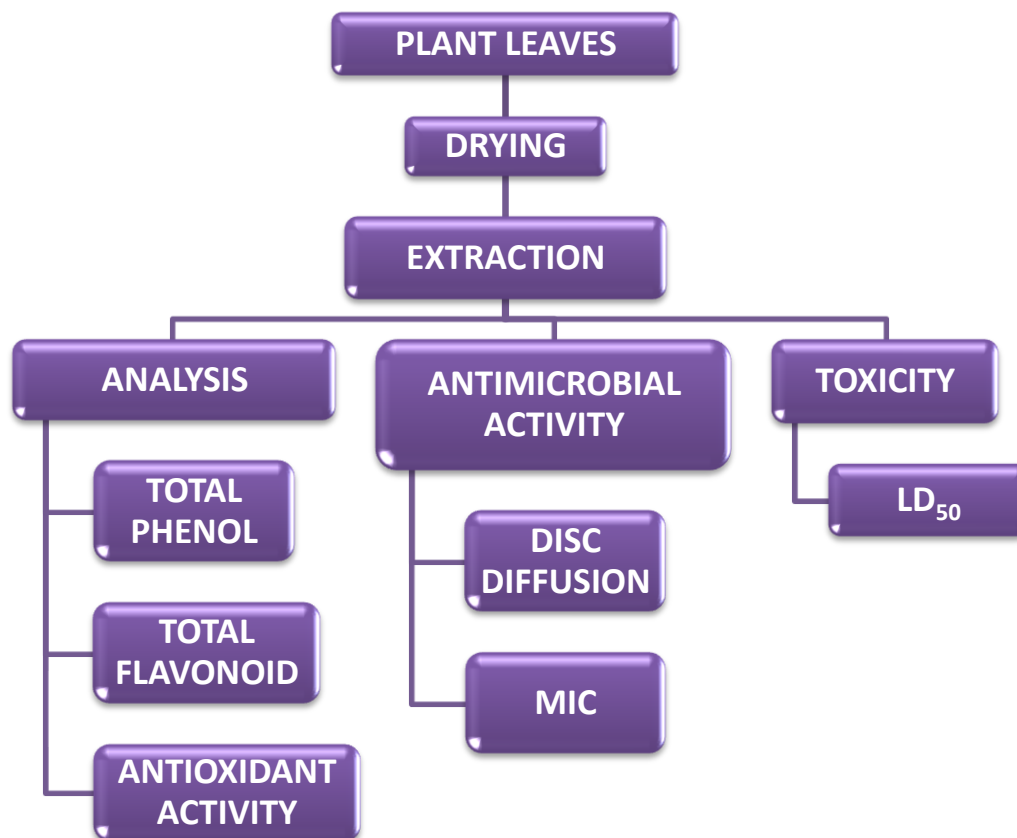 PLANT LEAVES
DRYING
EXTRACTION
ANALYSIS
TOTAL
PHENOL
TOTAL
FLAVONOID
ANTIOXIDANT
ACTIVITY
ANTIMICROBIAL
ACTIVITY
DISC
DIFFUSION
MIC
TOXICITY
LD₅₀